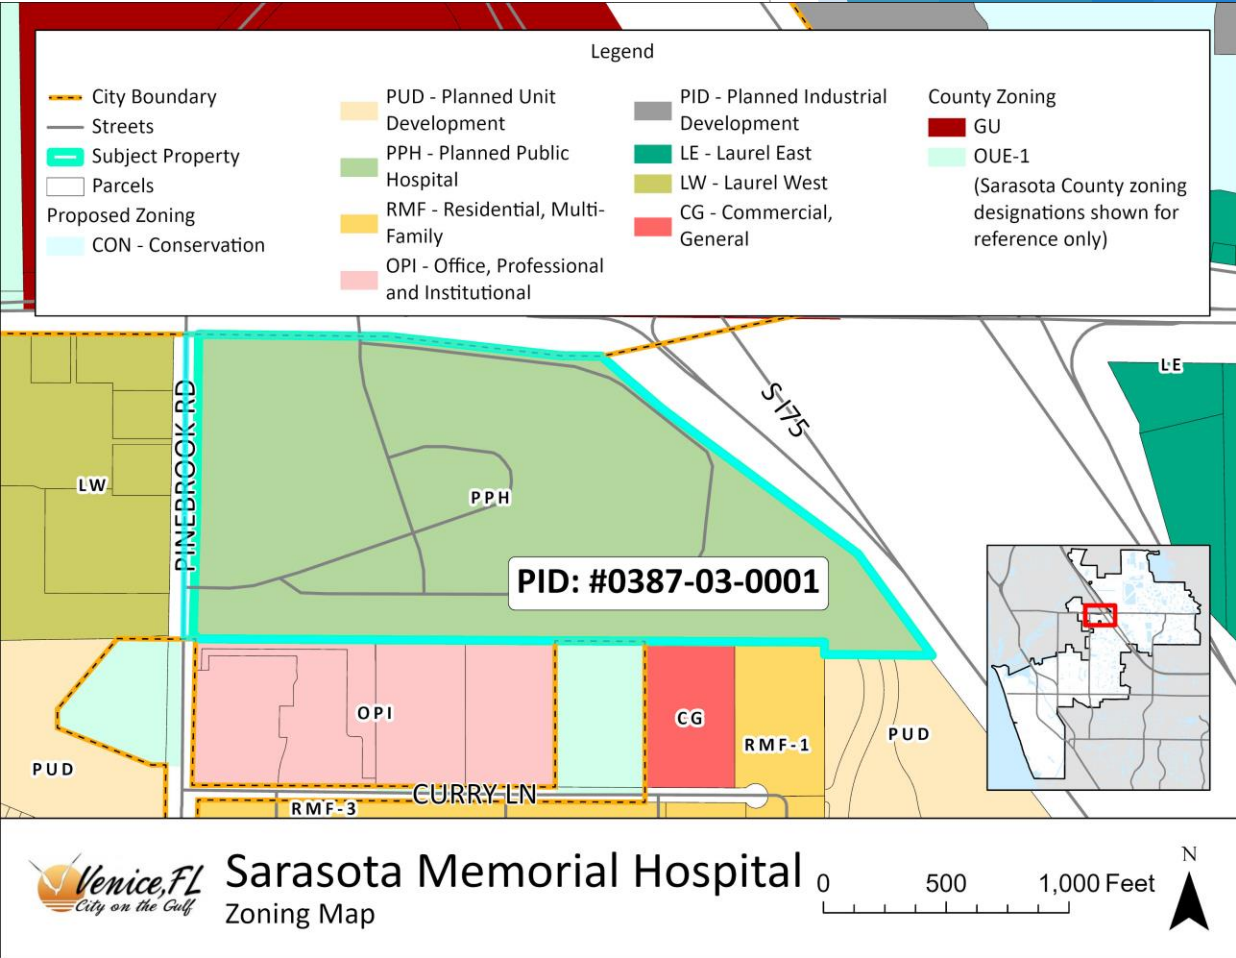 Legend
City Boundary
Streets
Subject Property
Parcels
Proposed Zoning
CON - Conservation
PUD - Planned Unit
Development
PPH - Planned Public
Hospital
RMF - Residential, Multi-
Family
OPI - Office, Professional
and Institutional
PID - Planned Industrial
Development
LE - Laurel East
LW - Laurel West
CG - Commercial,
General
County Zoning
GU
OUE-1
(Sarasota County zoning
designations shown for
reference only)
LE
S I75
PINEBROOK RD
LW
PPH
PID: #0387-03-0001
OPI
CG
RMF-1
PUD
PUD
CURRY LN
RMF-3
Venice, FL
City on the Gulf
Sarasota Memorial Hospital
Zoning Map
0 500 1,000 Feet
N